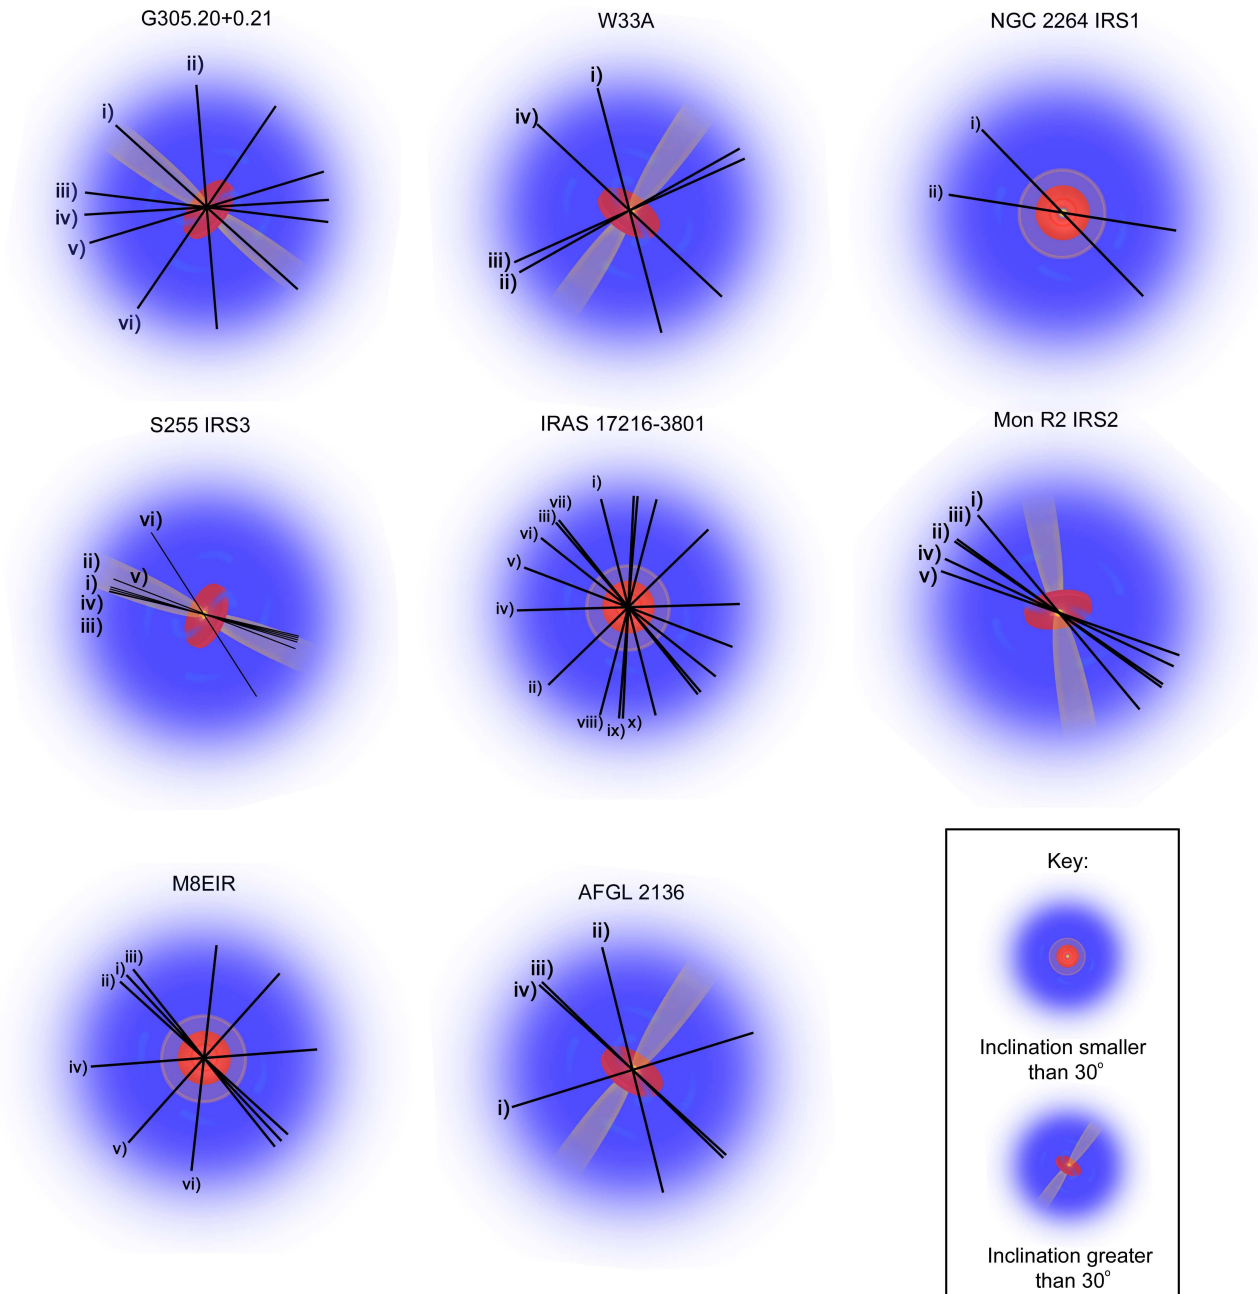 G305.20+0.21
W33A
NGC 2264 IRS1
ii)
i)
iii)
iv)
v)
vi)
i)
iv)
iii)
ii)
i)
ii)
S255 IRS3
IRAS 17216-3801
Mon R2 IRS2
vi)
ii)
v)
i)
iv)
iii)
i)
vii)
iii)
vi)
v)
iv)
ii)
viii)
ix)
x)
i)
iii)
ii)
iv)
v)
M8EIR
AFGL 2136
iii)
i)
ii)
iv)
v)
vi)
ii)
iii)
iv)
i)
Key:
Inclination smaller
than 30°
Inclination greater
than 30°